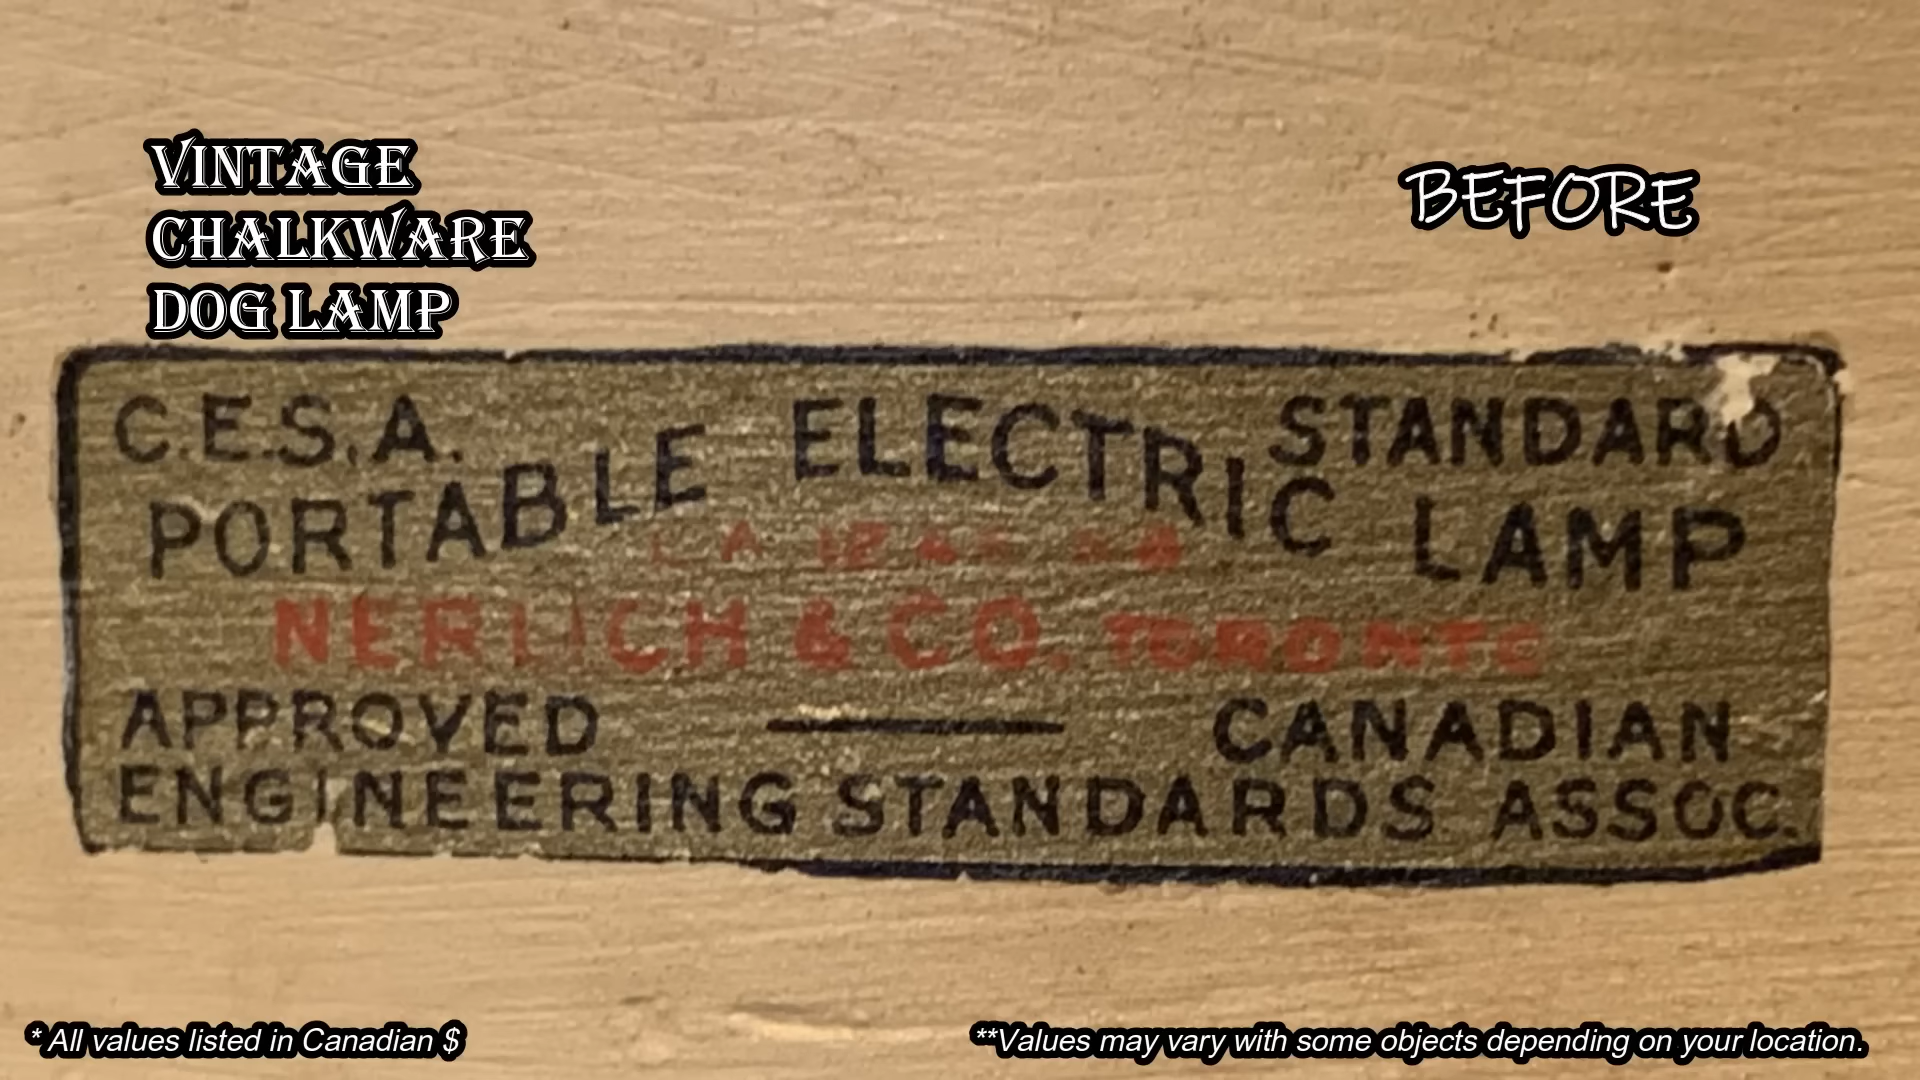 VINTAGE
CHALKWARE
DOG LAMP
BEFORE
C.E.S.A. STANDARD
PORTABLE ELECTRIC LAMP
NERLICH & CO. TORONTO
APPROVED — CANADIAN
ENGINEERING STANDARDS ASSOC.
* All values listed in Canadian $
**Values may vary with some objects depending on your location.